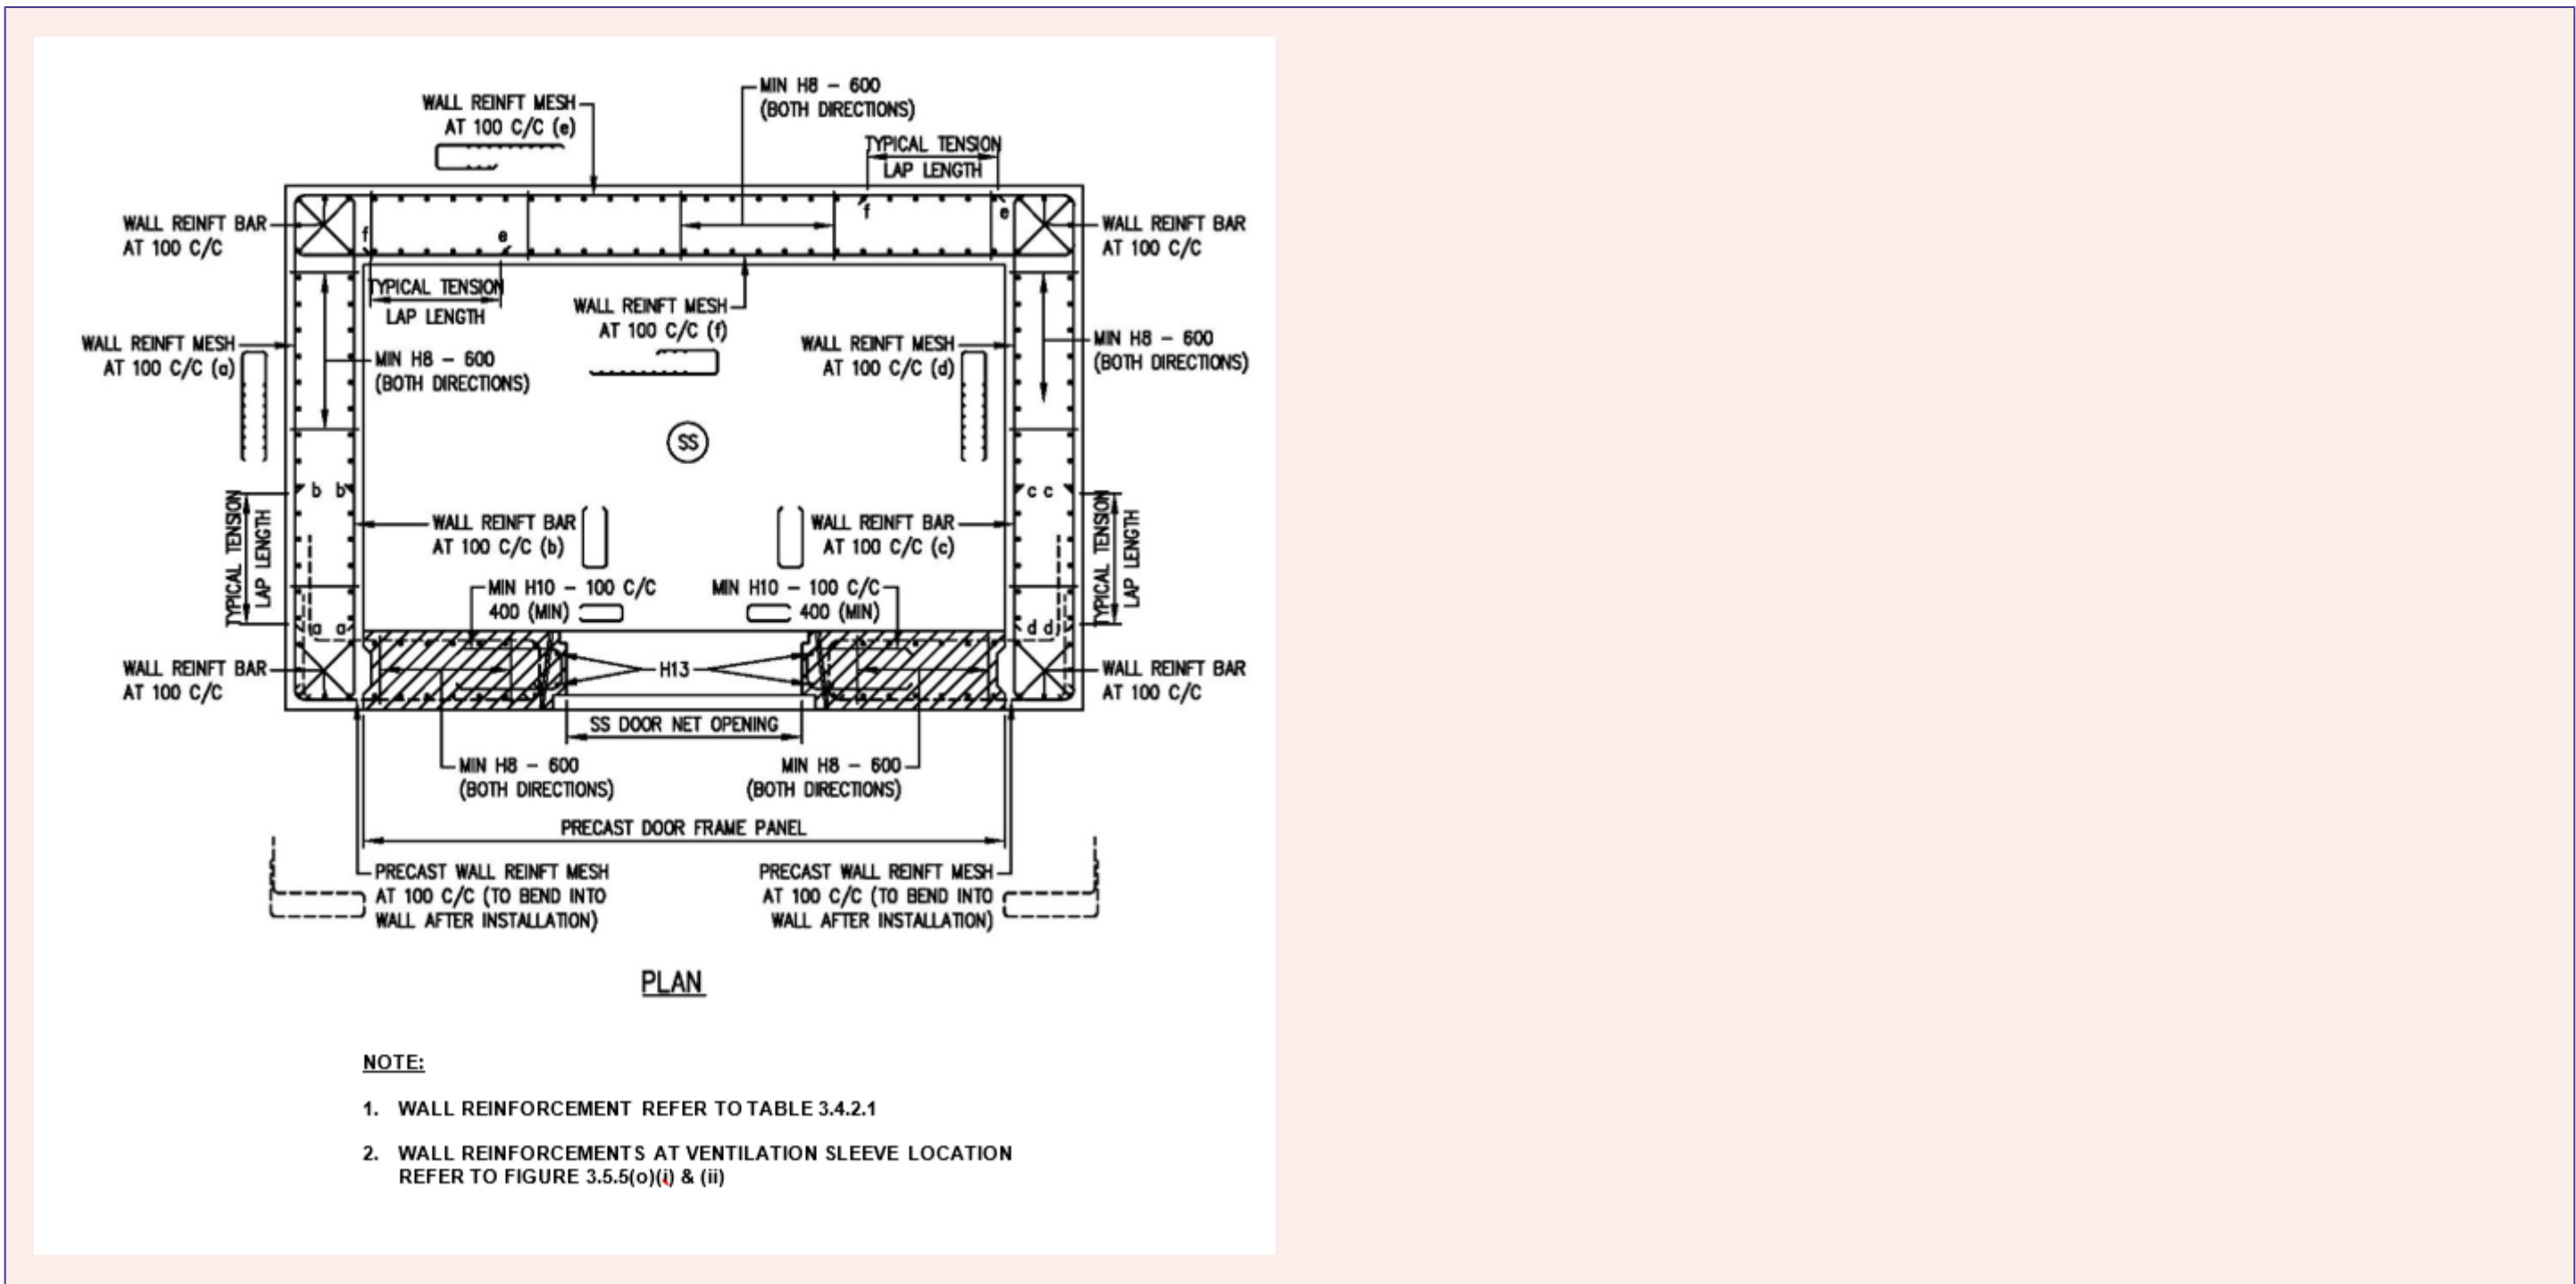 MIN H8 - 600
(BOTH DIRECTIONS)
WALL REINFT MESH
AT 100 C/C (e)
TYPICAL TENSION
LAP LENGTH
WALL REINFT BAR
AT 100 C/C
f
e
f
e
WALL REINFT BAR
AT 100 C/C
TYPICAL TENSION
LAP LENGTH
WALL REINFT MESH
AT 100 C/C (f)
WALL REINFT MESH
AT 100 C/C (a)
MIN H8 - 600
(BOTH DIRECTIONS)
WALL REINFT MESH
AT 100 C/C (d)
MIN H8 - 600
(BOTH DIRECTIONS)
SS
b b
c c
TYPICAL TENSION
LAP LENGTH
WALL REINFT BAR
AT 100 C/C (b)
WALL REINFT BAR
AT 100 C/C (c)
TYPICAL TENSION
LAP LENGTH
MIN H10 - 100 C/C
400 (MIN)
MIN H10 - 100 C/C
400 (MIN)
a a
d d
WALL REINFT BAR
AT 100 C/C
H13
WALL REINFT BAR
AT 100 C/C
SS DOOR NET OPENING
MIN H8 - 600
(BOTH DIRECTIONS)
MIN H8 - 600
(BOTH DIRECTIONS)
PRECAST DOOR FRAME PANEL
PRECAST WALL REINFT MESH
AT 100 C/C (TO BEND INTO
WALL AFTER INSTALLATION)
PRECAST WALL REINFT MESH
AT 100 C/C (TO BEND INTO
WALL AFTER INSTALLATION)
PLAN
NOTE:
1. WALL REINFORCEMENT REFER TO TABLE 3.4.2.1
2. WALL REINFORCEMENTS AT VENTILATION SLEEVE LOCATION
REFER TO FIGURE 3.5.5(o)(i) & (ii)